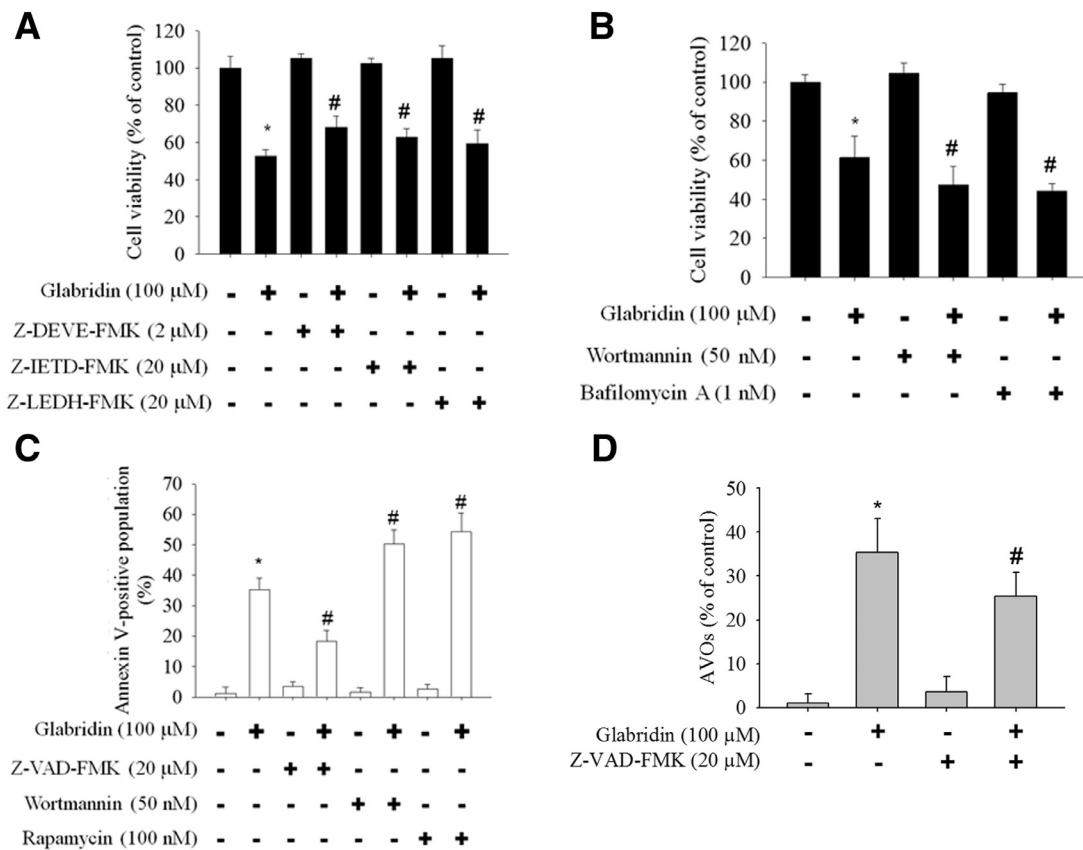 A
Cell viability (% of control)
120
100
80
60
40
20
0
* # # #
Glabridin (100 µM) - + - + - + - +
Z-DEVE-FMK (2 µM) - - + + - - - -
Z-IETD-FMK (20 µM) - - - - + + - -
Z-LEDH-FMK (20 µM) - - - - - - + +
B
Cell viability (% of control)
120
100
80
60
40
20
0
* # #
Glabridin (100 µM) - + - + - +
Wortmannin (50 nM) - - + + - -
Bafilomycin A (1 nM) - - - - + +
C
Annexin V-positive population
(%)
70
60
50
40
30
20
10
0
* # # #
Glabridin (100 µM) - + - + - + - +
Z-VAD-FMK (20 µM) - - + + - - - -
Wortmannin (50 nM) - - - - + + - -
Rapamycin (100 nM) - - - - - - + +
D
AVOs (% of control)
50
40
30
20
10
0
* #
Glabridin (100 µM) - + - +
Z-VAD-FMK (20 µM) - - + +